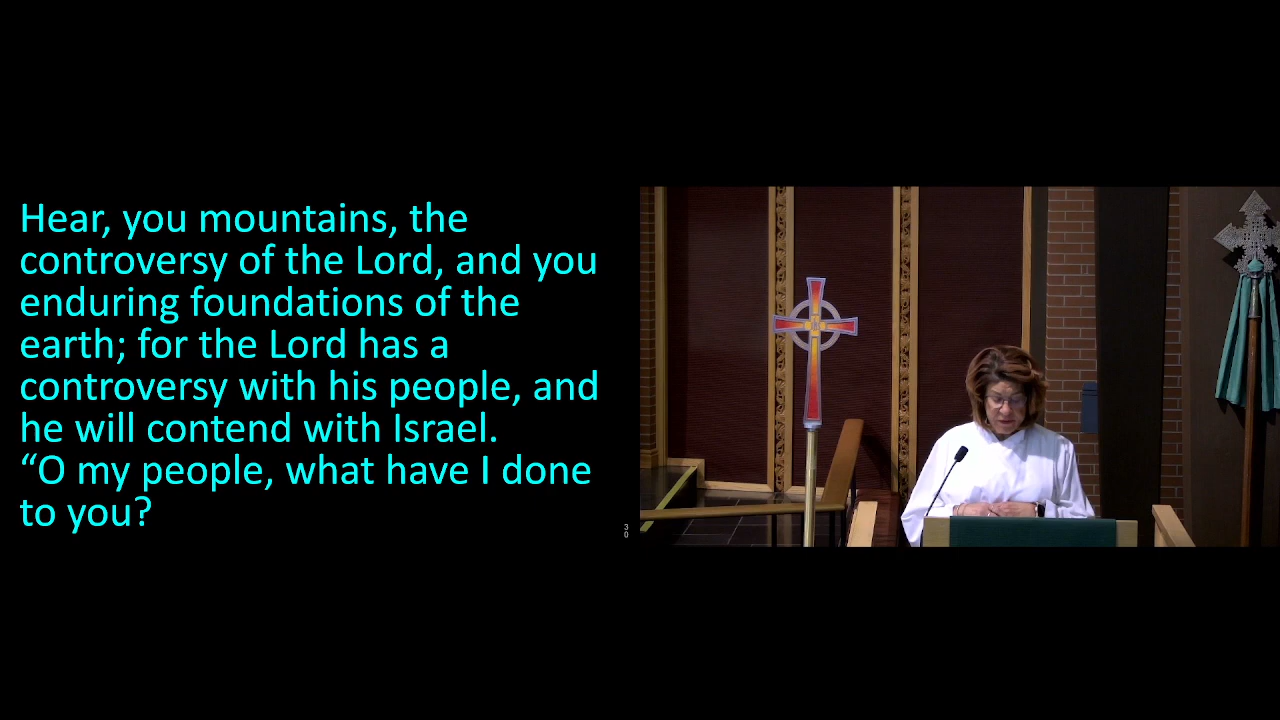 Hear, you mountains, the
controversy of the Lord, and you
enduring foundations of the
earth; for the Lord has a
controversy with his people, and
he will contend with Israel.
“O my people, what have I done
to you?
30